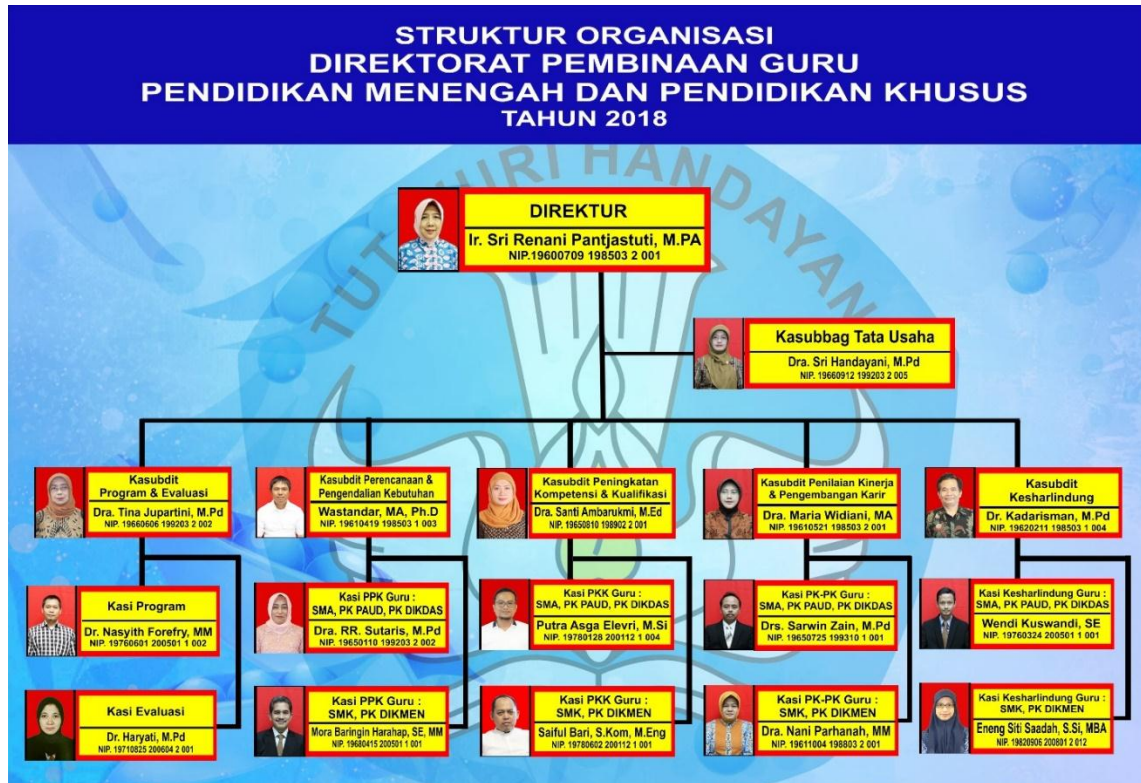 STRUKTUR ORGANISASI
DIREKTORAT PEMBINAAN GURU
PENDIDIKAN MENENGAH DAN PENDIDIKAN KHUSUS
TAHUN 2018
TUT WURI HANDAYANI
DIREKTUR
Ir. Sri Renani Pantjastuti, M.PA
NIP.19600709 198503 2 001
Kasubbag Tata Usaha
Dra. Sri Handayani, M.Pd
NIP. 19660912 199203 2 005
Kasubdit
Program & Evaluasi
Dra. Tina Jupartini, M.Pd
NIP. 19660606 199203 2 002
Kasubdit Perencanaan &
Pengendalian Kebutuhan
Wastandar, MA, Ph.D
NIP. 19610419 198503 1 003
Kasubdit Peningkatan
Kompetensi & Kualifikasi
Dra. Santi Ambarukmi, M.Ed
NIP. 19650810 198902 2 001
Kasubdit Penilaian Kinerja
& Pengembangan Karir
Dra. Maria Widiani, MA
NIP. 19610521 198503 2 001
Kasubdit
Kesharlindung
Dr. Kadarisman, M.Pd
NIP. 19620211 198503 1 004
Kasi Program
Dr. Nasyith Forefry, MM
NIP. 19760601 200501 1 002
Kasi PPK Guru :
SMA, PK PAUD, PK DIKDAS
Dra. RR. Sutaris, M.Pd
NIP. 19650110 199203 2 002
Kasi PKK Guru :
SMA, PK PAUD, PK DIKDAS
Putra Asga Elevri, M.Si
NIP. 19780128 200112 1 004
Kasi PK-PK Guru :
SMA, PK PAUD, PK DIKDAS
Drs. Sarwin Zain, M.Pd
NIP. 19650725 199310 1 001
Kasi Kesharlindung Guru :
SMA, PK PAUD, PK DIKDAS
Wendi Kuswandi, SE
NIP. 19760324 200501 1 001
Kasi Evaluasi
Dr. Haryati, M.Pd
NIP. 19710825 200604 2 001
Kasi PPK Guru :
SMK, PK DIKMEN
Mora Baringin Harahap, SE, MM
NIP. 19680415 200501 1 001
Kasi PKK Guru :
SMK, PK DIKMEN
Saiful Bari, S.Kom, M.Eng
NIP. 19780602 200112 1 001
Kasi PK-PK Guru :
SMK, PK DIKMEN
Dra. Nani Parhanah, MM
NIP. 19611004 198803 2 001
Kasi Kesharlindung Guru :
SMK, PK DIKMEN
Eneng Siti Saadah, S.Si, MBA
NIP. 19820906 200801 2 012